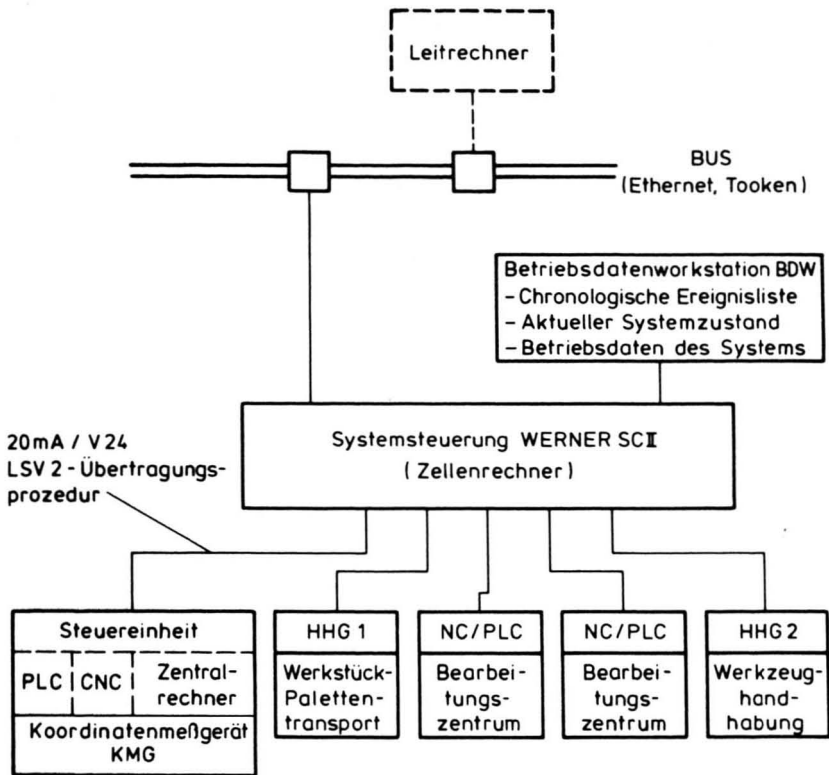 Leitrechner
BUS
(Ethernet, Tooken)
Betriebsdatenworkstation BDW
- Chronologische Ereignisliste
- Aktueller Systemzustand
- Betriebsdaten des Systems
Systemsteuerung WERNER SCII
(Zellenrechner)
20mA / V24
LSV2-Übertragungs-
prozedur
Steuereinheit
PLC CNC Zentral-
rechner
Koordinatenmeßgerät
KMG
HHG 1
Werkstück-
Paletten-
transport
NC/PLC
Bearbei-
tungs-
zentrum
NC/PLC
Bearbei-
tungs-
zentrum
HHG 2
Werkzeug-
hand-
habung